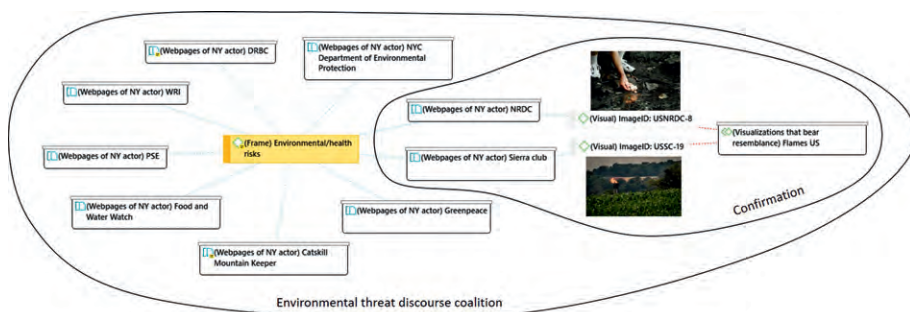 (Webpages of NY actor) DRBC
(Webpages of NY actor) NYC
Department of Environmental
Protection
(Webpages of NY actor) WRI
(Webpages of NY actor) NRDC
(Visual) ImageID: USNRDC-8
(Frame) Environmental/health
risks
(Visualizations that bear
resemblance) Flames US
(Webpages of NY actor) PSE
(Webpages of NY actor) Sierra club
(Visual) ImageID: USSC-19
(Webpages of NY actor) Food and
Water Watch
(Webpages of NY actor) Greenpeace
Confirmation
(Webpages of NY actor) Catskill
Mountain Keeper
Environmental threat discourse coalition